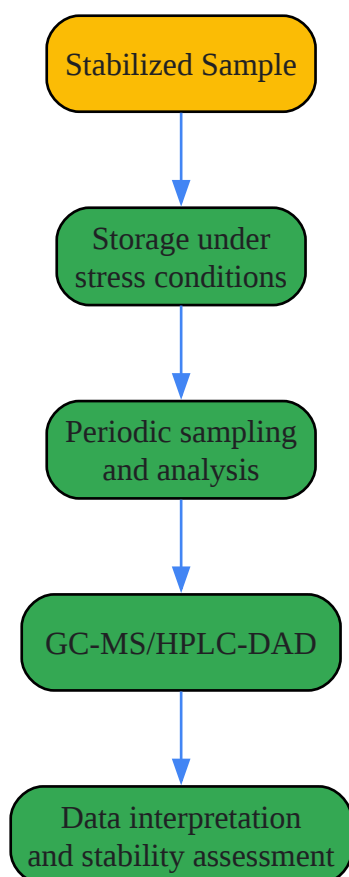 Stabilized Sample
Storage under
stress conditions
Periodic sampling
and analysis
GC-MS/HPLC-DAD
Data interpretation
and stability assessment